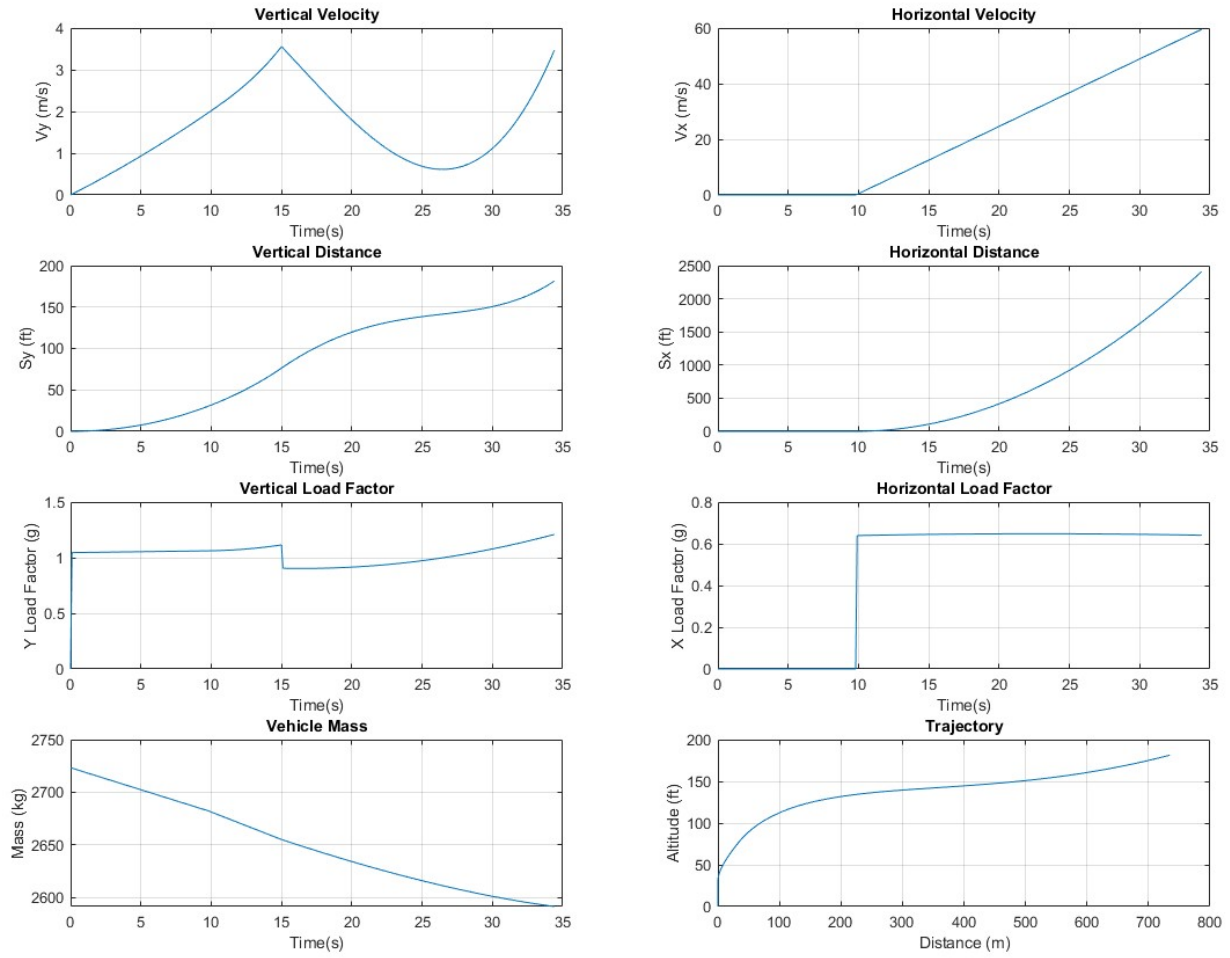 Vertical Velocity
4
3
2
1
0
Vy (m/s)
0 5 10 15 20 25 30 35
Time(s)
Horizontal Velocity
60
40
20
0
Vx (m/s)
0 5 10 15 20 25 30 35
Time(s)
Vertical Distance
200
150
100
50
0
Sy (ft)
0 5 10 15 20 25 30 35
Time(s)
Horizontal Distance
2500
2000
1500
1000
500
0
Sx (ft)
0 5 10 15 20 25 30 35
Time(s)
Vertical Load Factor
1.5
1
0.5
0
Y Load Factor (g)
0 5 10 15 20 25 30 35
Time(s)
Horizontal Load Factor
0.8
0.6
0.4
0.2
0
X Load Factor (g)
0 5 10 15 20 25 30 35
Time(s)
Vehicle Mass
2750
2700
2650
2600
Mass (kg)
0 5 10 15 20 25 30 35
Time(s)
Trajectory
200
150
100
50
0
Altitude (ft)
0 100 200 300 400 500 600 700 800
Distance (m)